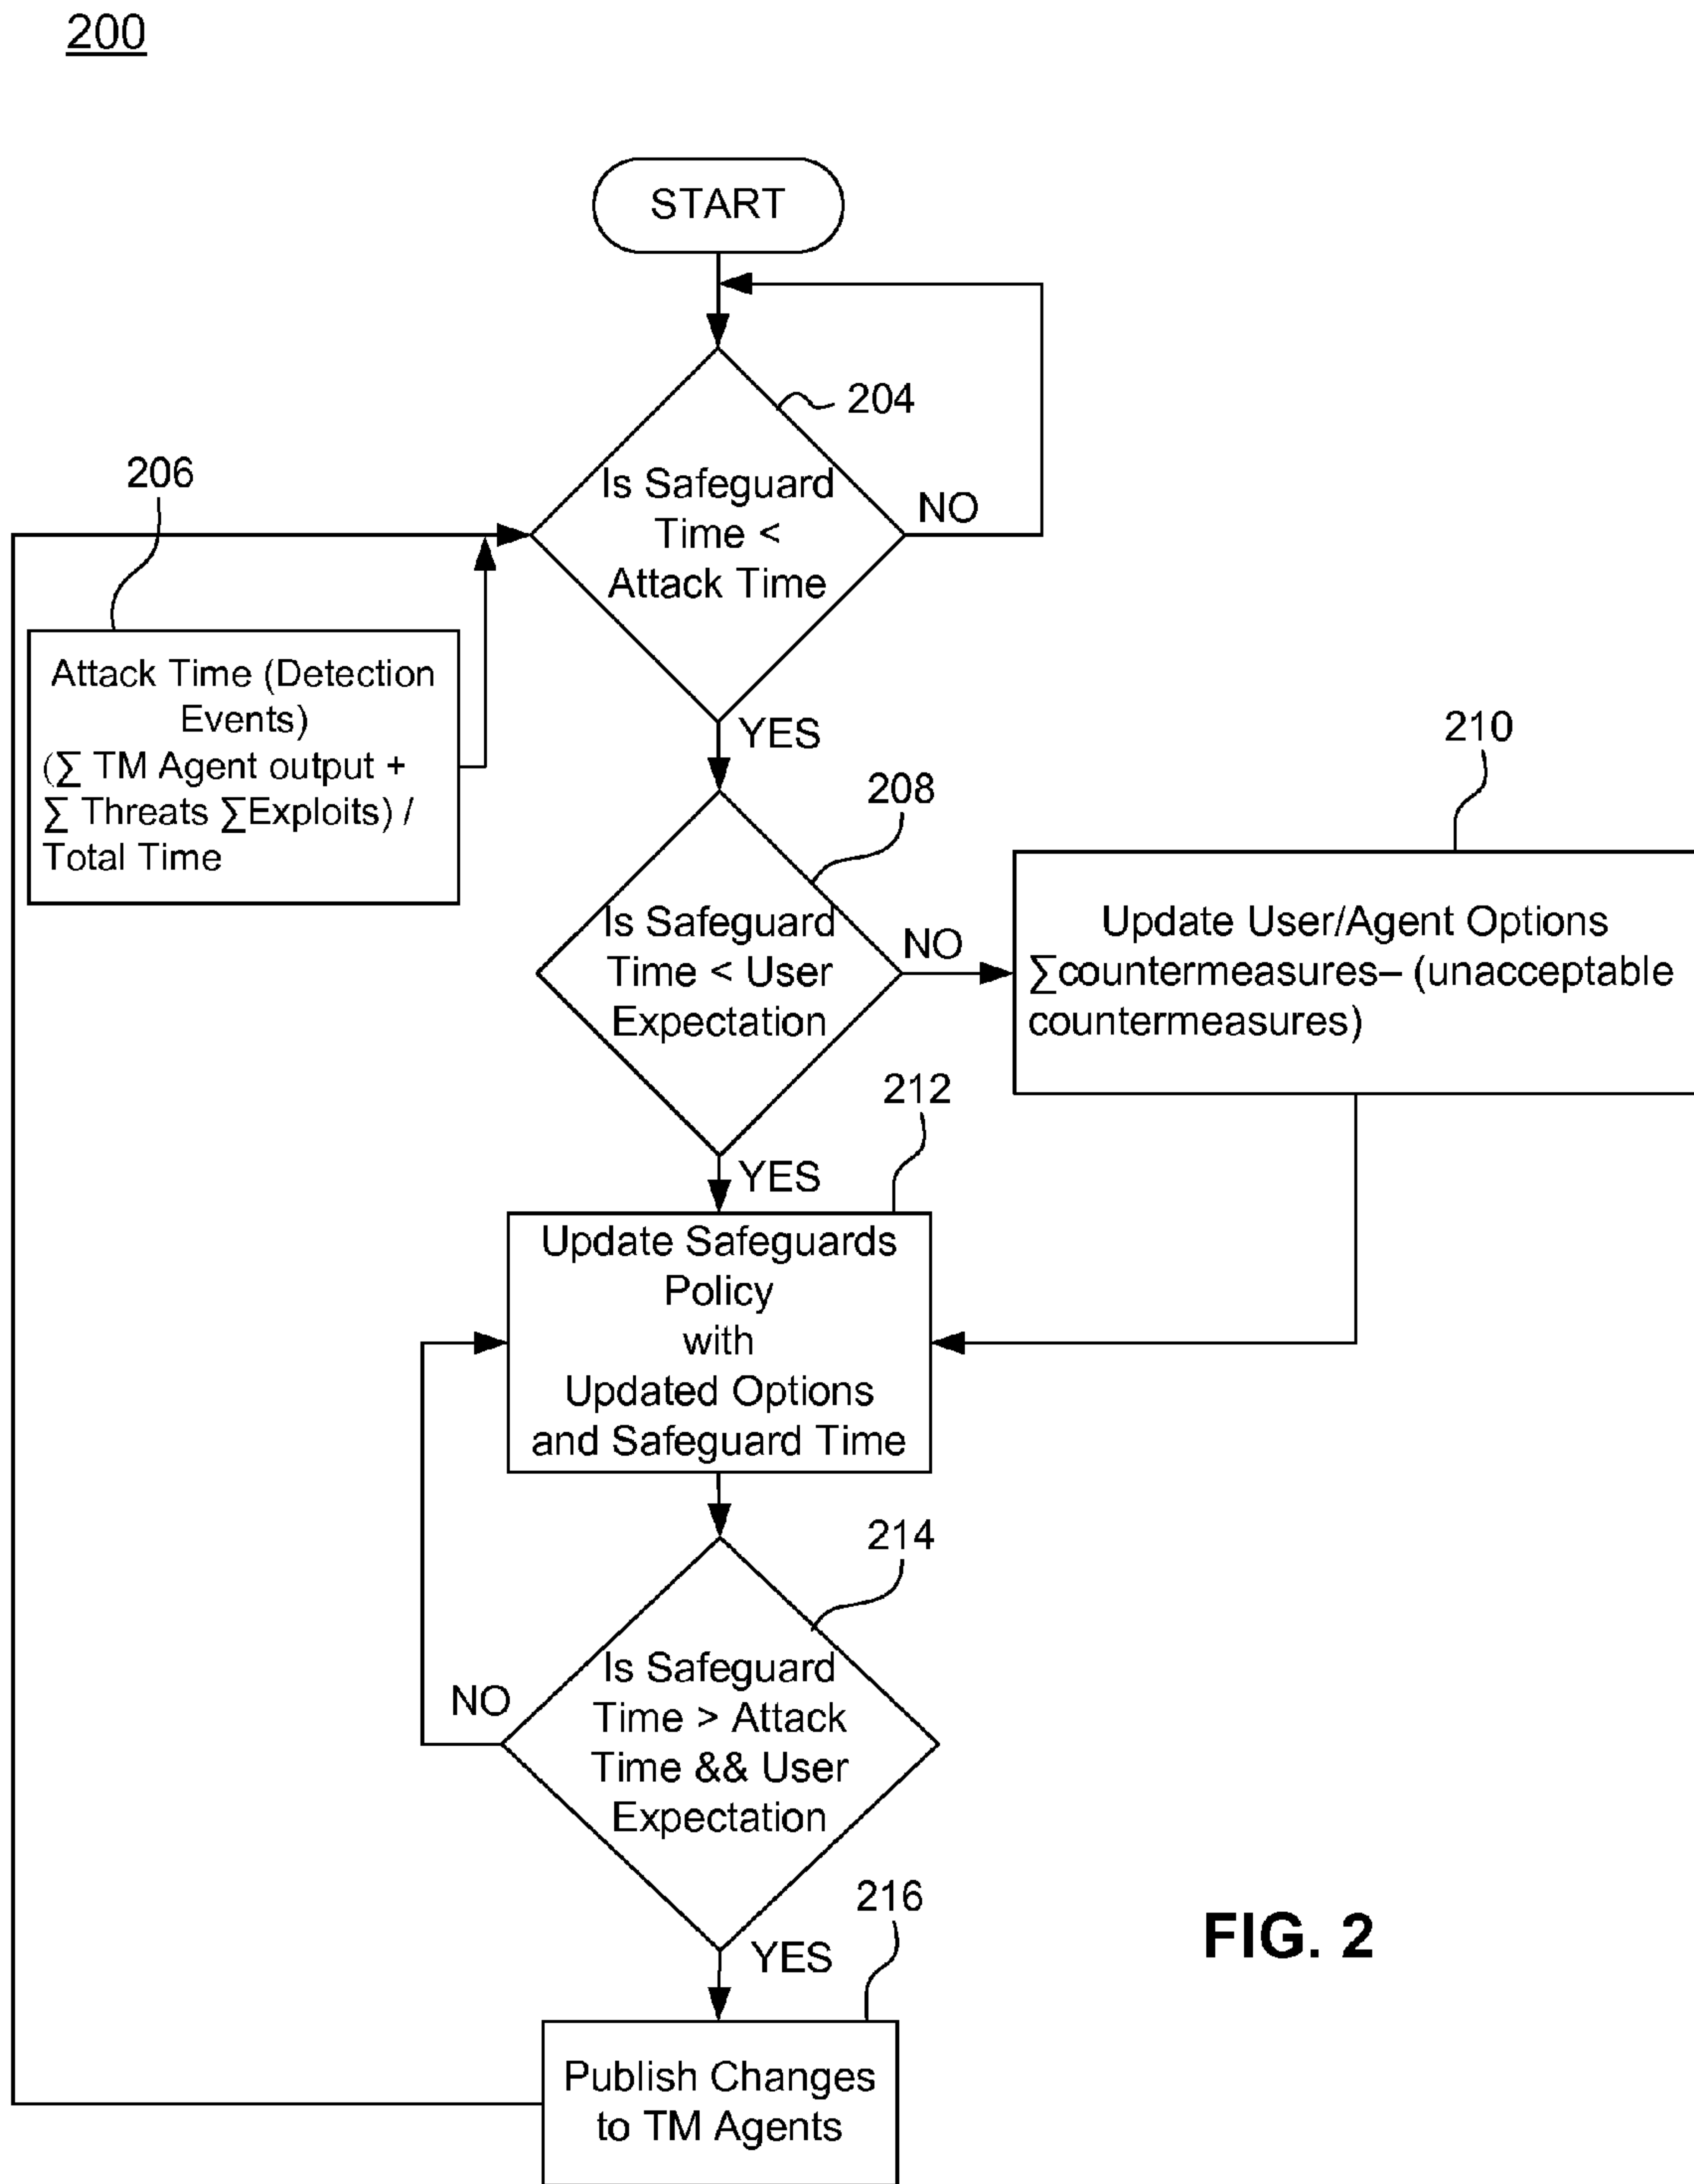 200
START
204
Is Safeguard
Time <
Attack Time
NO
206
Attack Time (Detection
Events)
(∑ TM Agent output +
∑ Threats ∑Exploits) /
Total Time
YES
208
Is Safeguard
Time < User
Expectation
NO
210
Update User/Agent Options
∑countermeasures– (unacceptable
countermeasures)
YES
212
Update Safeguards
Policy
with
Updated Options
and Safeguard Time
214
Is Safeguard
Time > Attack
Time && User
Expectation
NO
YES
216
Publish Changes
to TM Agents
FIG. 2